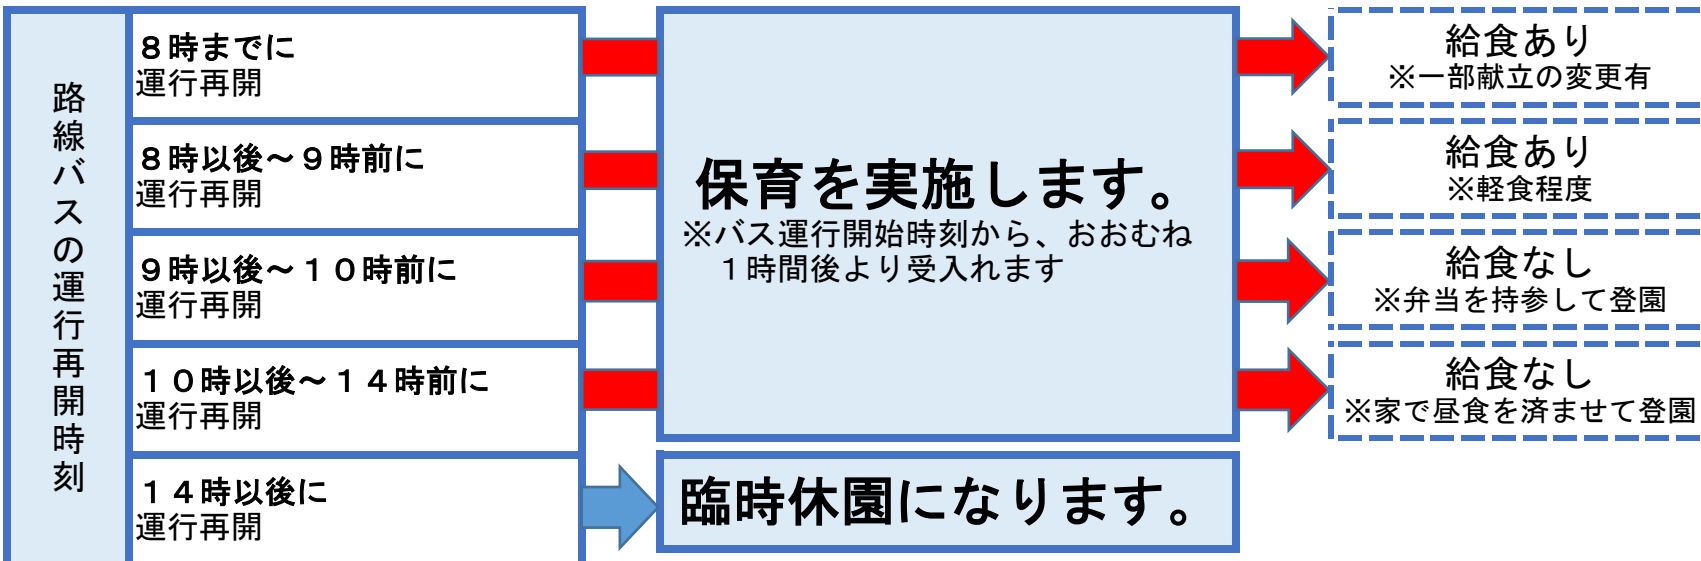 路線バスの運行再開時刻
８時までに
運行再開
８時以後～９時前に
運行再開
９時以後～１０時前に
運行再開
１０時以後～１４時前に
運行再開
１４時以後に
運行再開
保育を実施します。
※バス運行開始時刻から、おおむね
１時間後より受入れます
臨時休園になります。
給食あり
※一部献立の変更有
給食あり
※軽食程度
給食なし
※弁当を持参して登園
給食なし
※家で昼食を済ませて登園